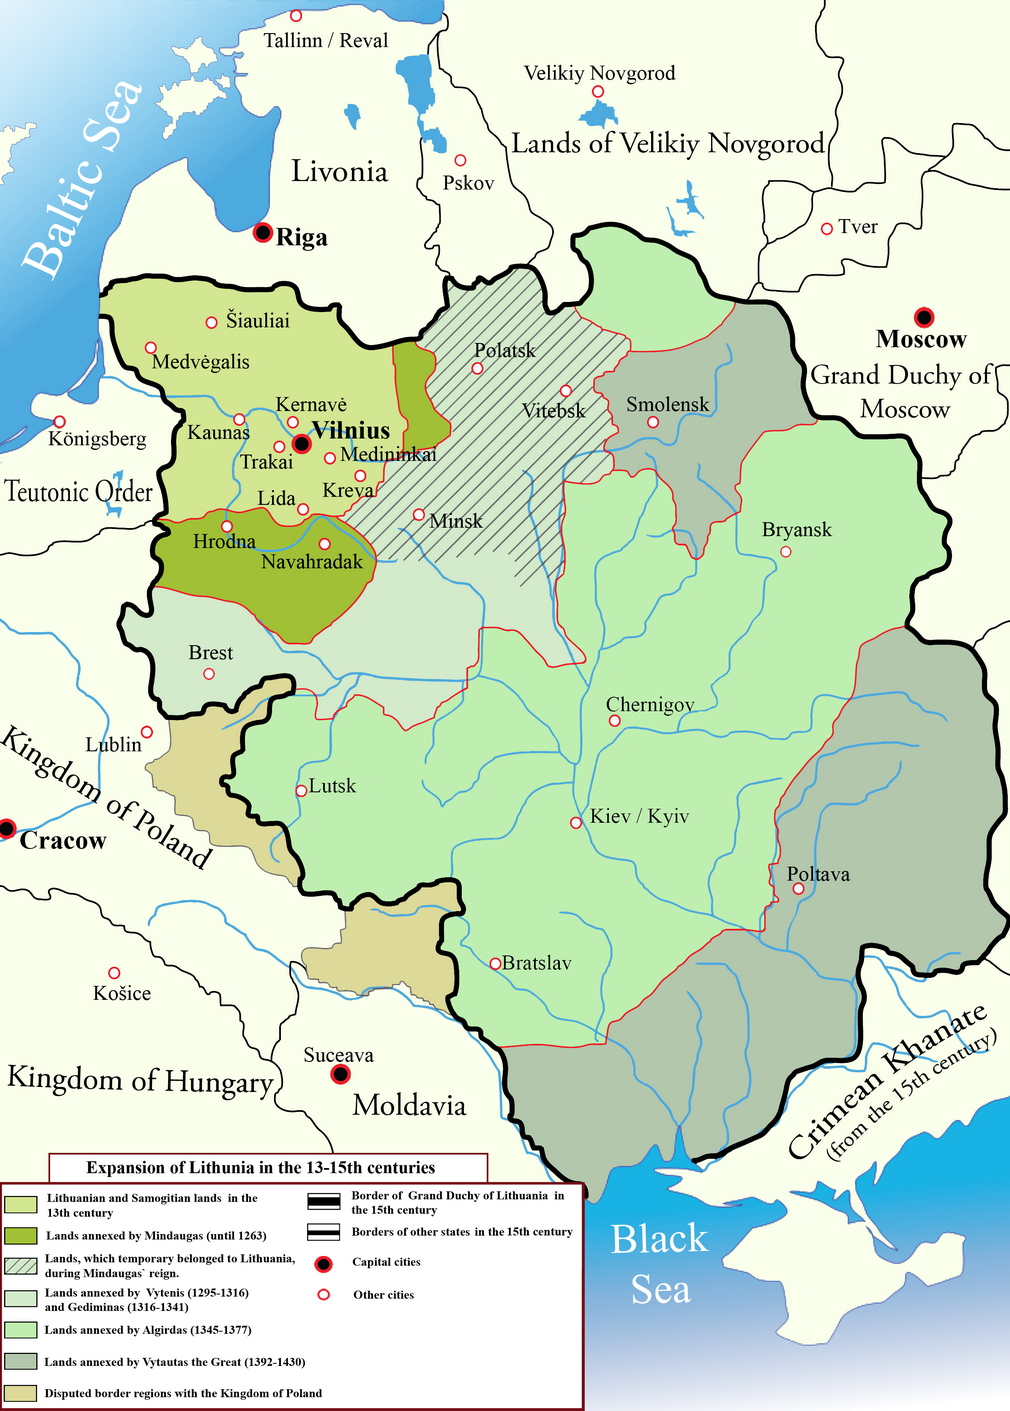 Tallinn / Reval
Velikiy Novgorod
Baltic Sea
Lands of Velikiy Novgorod
Livonia
Pskov
Tver
Riga
Šiauliai
Moscow
Medvėgalis
Polatsk
Grand Duchy of
Moscow
Kernavė
Vitebsk
Smolensk
Königsberg
Kaunas
Vilnius
Trakai
Medininkai
Teutonic Order
Kreva
Lida
Minsk
Bryansk
Hrodna
Navahradak
Brest
Chernigov
Lublin
Kingdom of Poland
Lutsk
Kiev / Kyiv
Cracow
Poltava
Bratslav
Košice
Suceava
Kingdom of Hungary
Moldavia
Crimean Khanate
(from the 15th century)
Black
Sea
Expansion of Lithunia in the 13-15th centuries
Lithuanian and Samogitian lands in the
13th century
Lands annexed by Mindaugas (until 1263)
Lands, which temporary belonged to Lithuania,
during Mindaugas` reign.
Lands annexed by Vytenis (1295-1316)
and Gediminas (1316-1341)
Lands annexed by Algirdas (1345-1377)
Lands annexed by Vytautas the Great (1392-1430)
Disputed border regions with the Kingdom of Poland
Border of Grand Duchy of Lithuania in
the 15th century
Borders of other states in the 15th century
Capital cities
Other cities